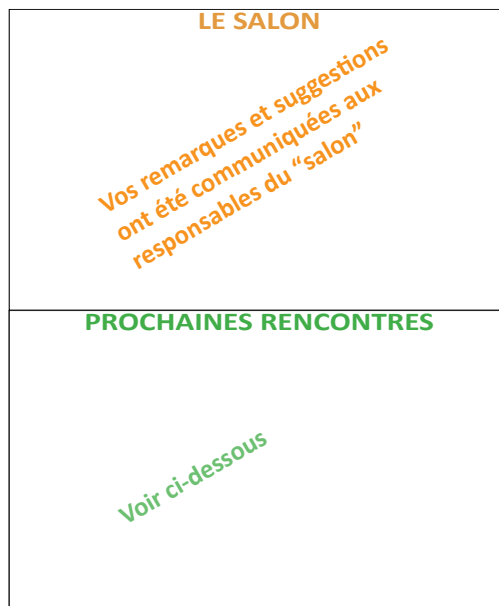 LE SALON
Vos remarques et suggestions
ont été communiquées aux
responsables du “salon”
PROCHAINES RENCONTRES
Voir ci-dessous